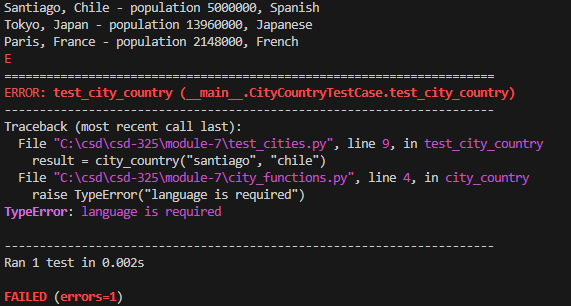 Santiago, Chile - population 5000000, Spanish
Tokyo, Japan - population 13960000, Japanese
Paris, France - population 2148000, French
E
======================================================================
ERROR: test_city_country (__main__.CityCountryTestCase.test_city_country)
----------------------------------------------------------------------
Traceback (most recent call last):
  File "C:\csd\csd-325\module-7\test_cities.py", line 9, in test_city_country
    result = city_country("santiago", "chile")
  File "C:\csd\csd-325\module-7\city_functions.py", line 4, in city_country
    raise TypeError("language is required")
TypeError: language is required

----------------------------------------------------------------------
Ran 1 test in 0.002s

FAILED (errors=1)